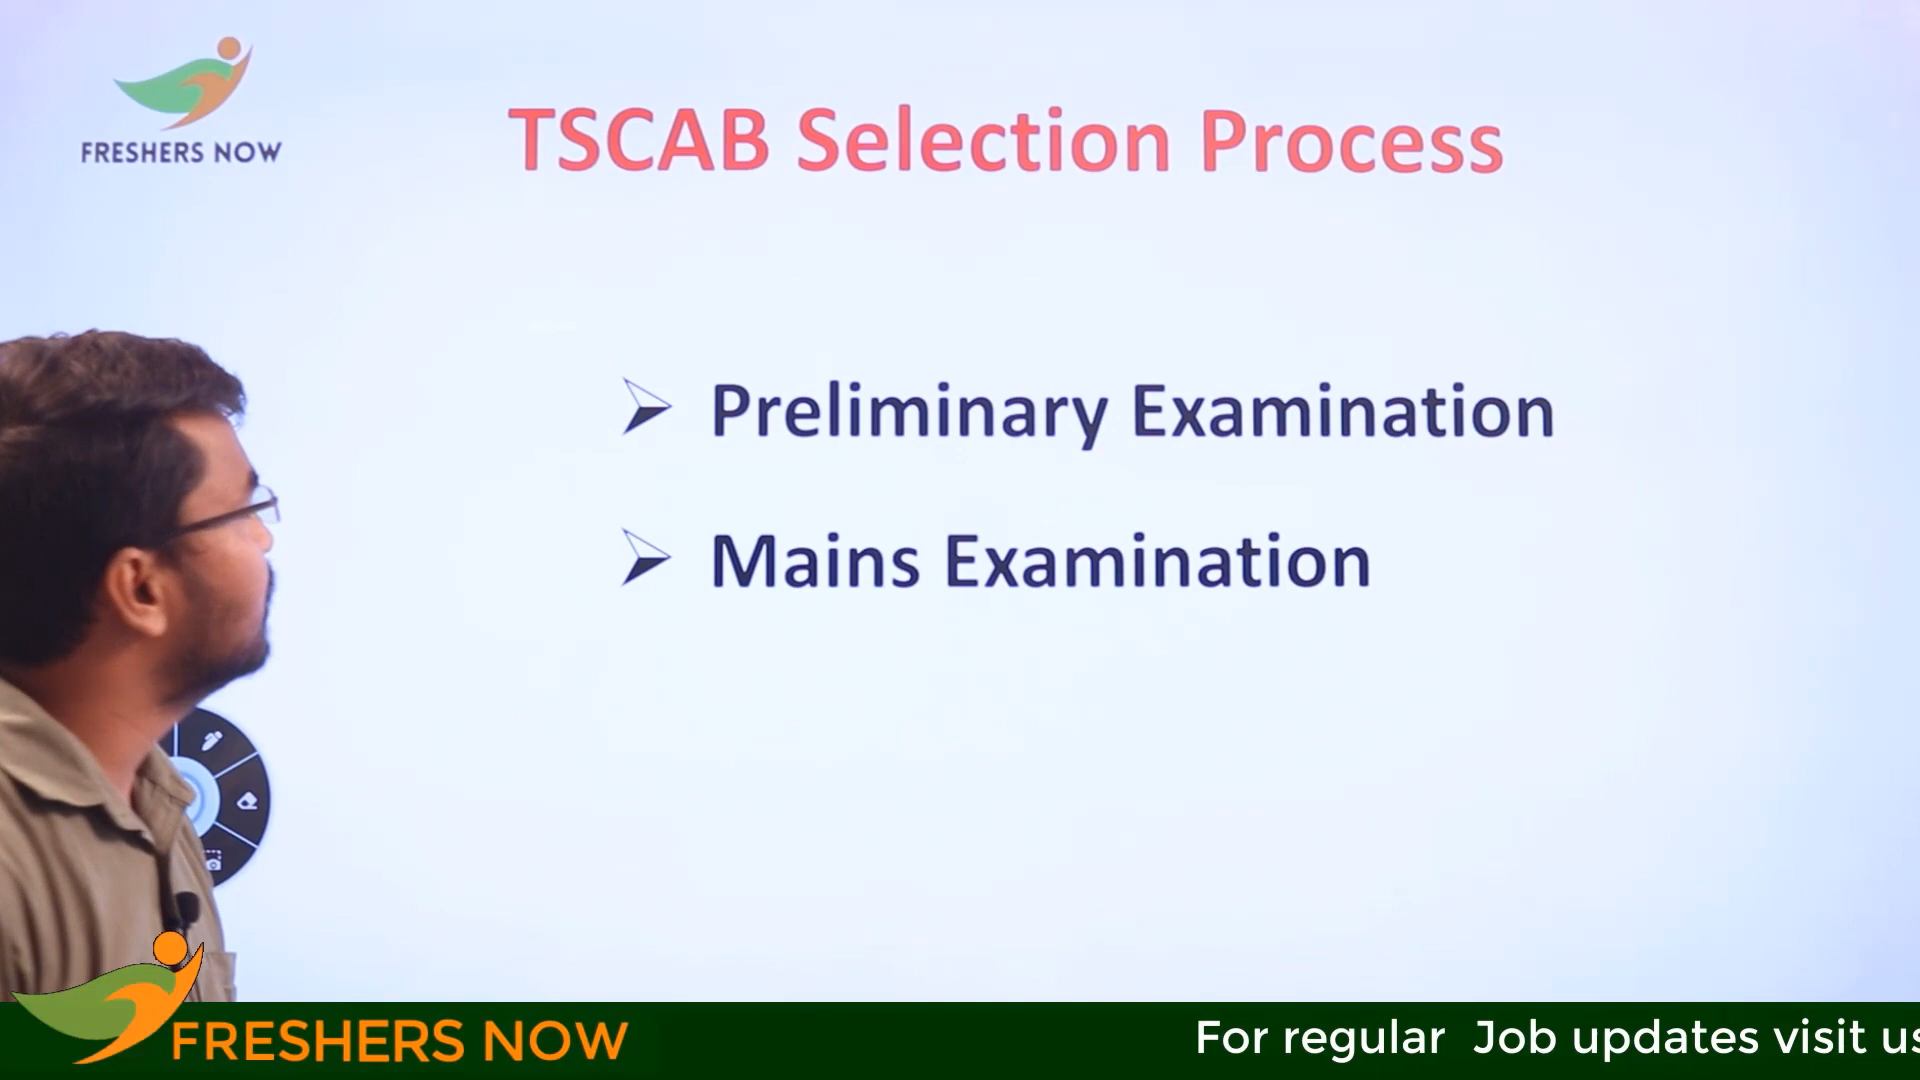 FRESHERS NOW
TSCAB Selection Process
Preliminary Examination
Mains Examination
FRESHERS NOW
For regular Job updates visit us